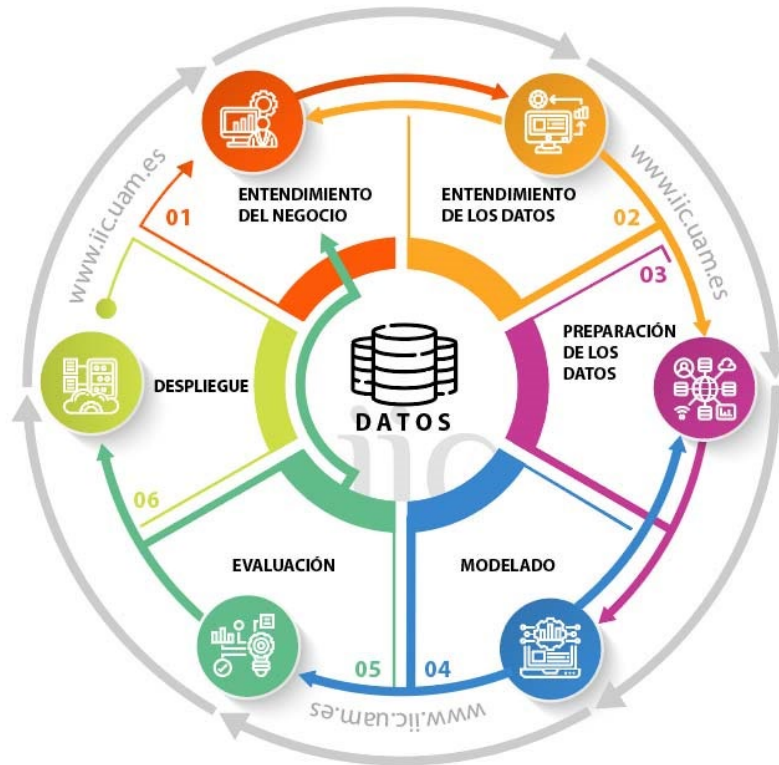 www.iic.uam.es
www.iic.uam.es
01
ENTENDIMIENTO
DEL NEGOCIO
ENTENDIMIENTO
DE LOS DATOS
02
03
PREPARACIÓN
DE LOS
DATOS
DATOS
iic
DESPLIEGUE
06
EVALUACIÓN
MODELADO
05
04
www.iic.uam.es